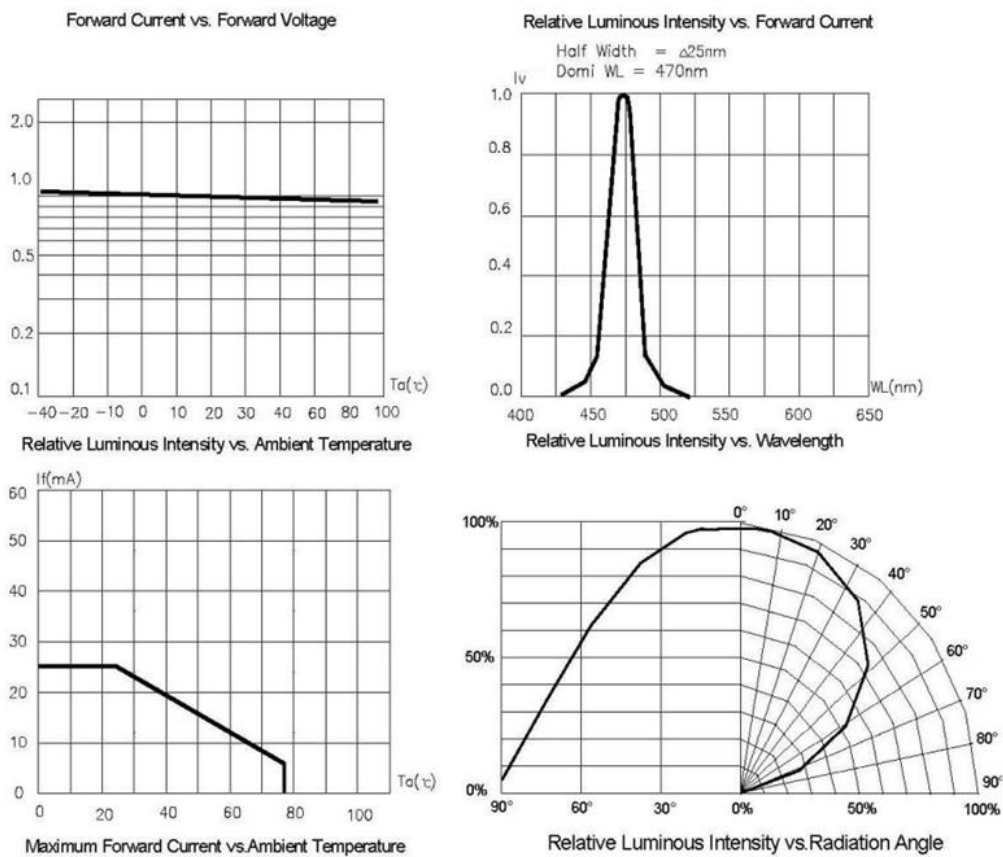 Forward Current vs. Forward Voltage
Relative Luminous Intensity vs. Forward Current
Half Width = △25nm
Domi WL = 470nm
Iv
2.0
1.0
0.5
0.2
0.1
Ta(℃)
-40 -20 -10 0 10 20 30 40 60 80 100
Relative Luminous Intensity vs. Ambient Temperature
1.0
0.8
0.6
0.4
0.2
0.0
WL(nm)
400 450 500 550 600 650
Relative Luminous Intensity vs. Wavelength
If(mA)
60
50
40
30
20
10
0
Ta(℃)
0 20 40 60 80 100
Maximum Forward Current vs.Ambient Temperature
100%
50%
0%
90° 60° 30° 0% 50% 100%
0° 10° 20° 30° 40° 50° 60° 70° 80° 90°
Relative Luminous Intensity vs.Radiation Angle